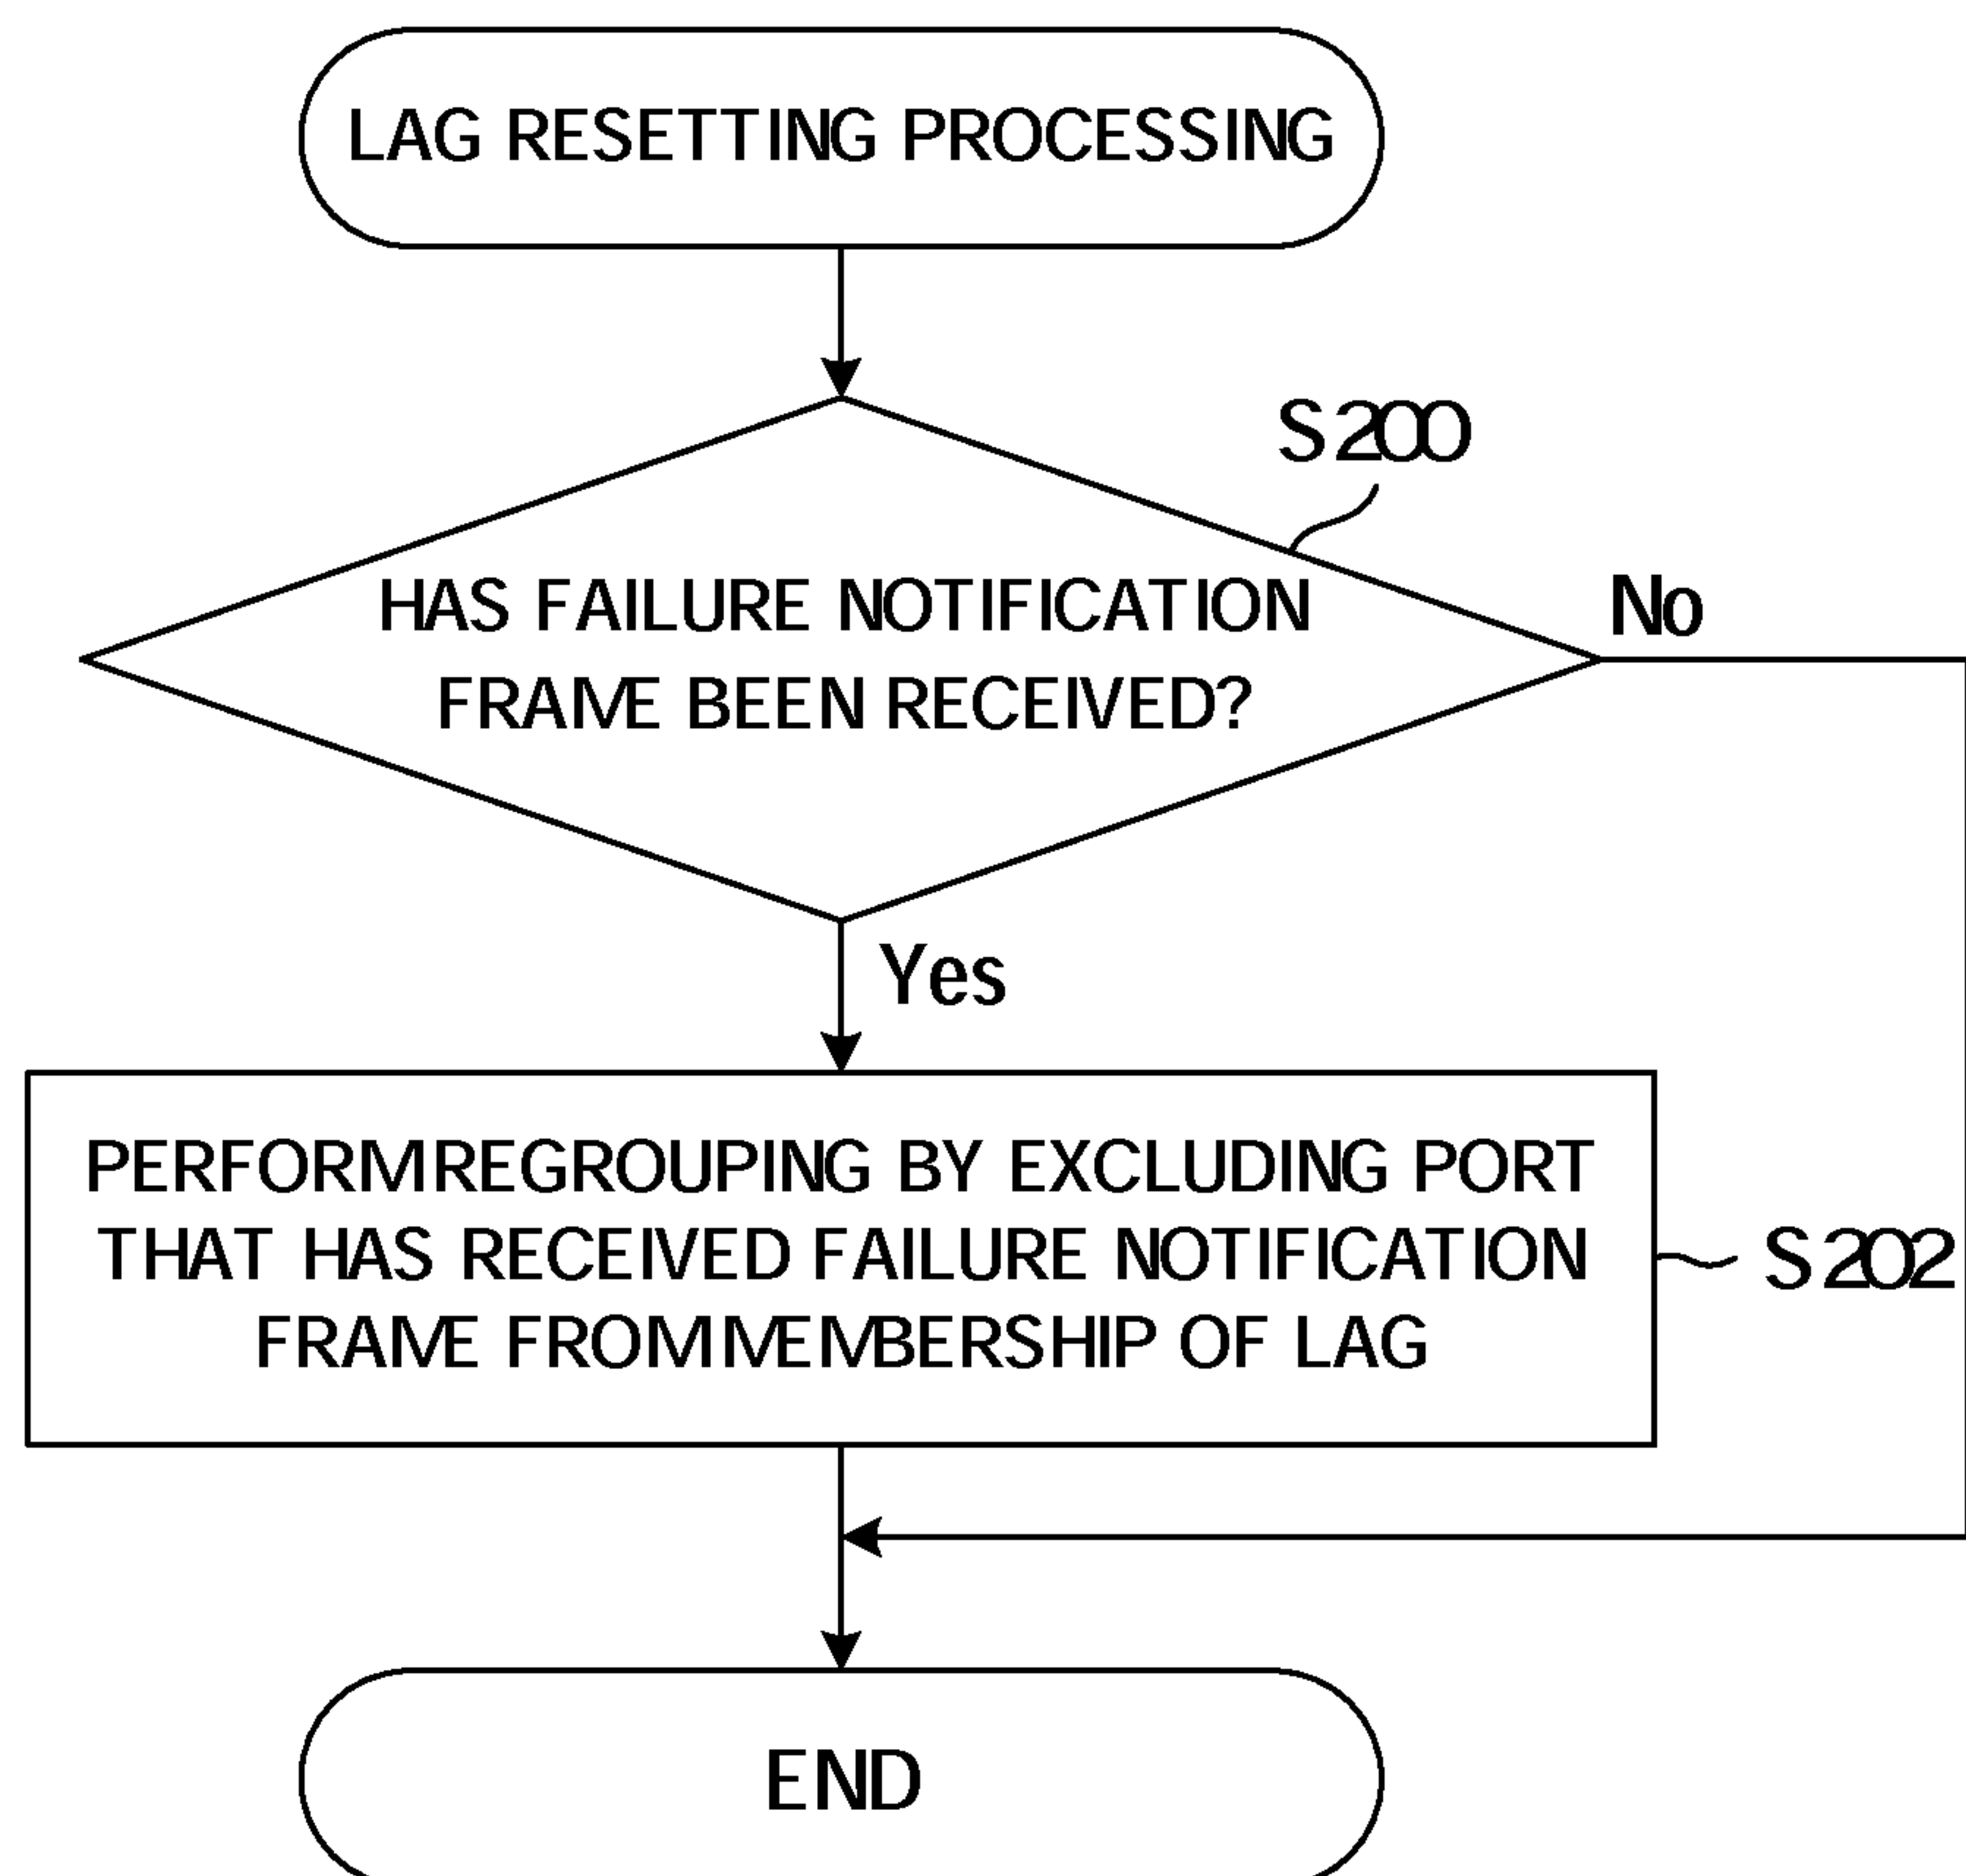 LAG RESETTING PROCESSING
S200
HAS FAILURE NOTIFICATION
FRAME BEEN RECEIVED?
No
Yes
PERFORM REGROUPING BY EXCLUDING PORT
THAT HAS RECEIVED FAILURE NOTIFICATION
FRAME FROM MEMBERSHIP OF LAG
S202
END